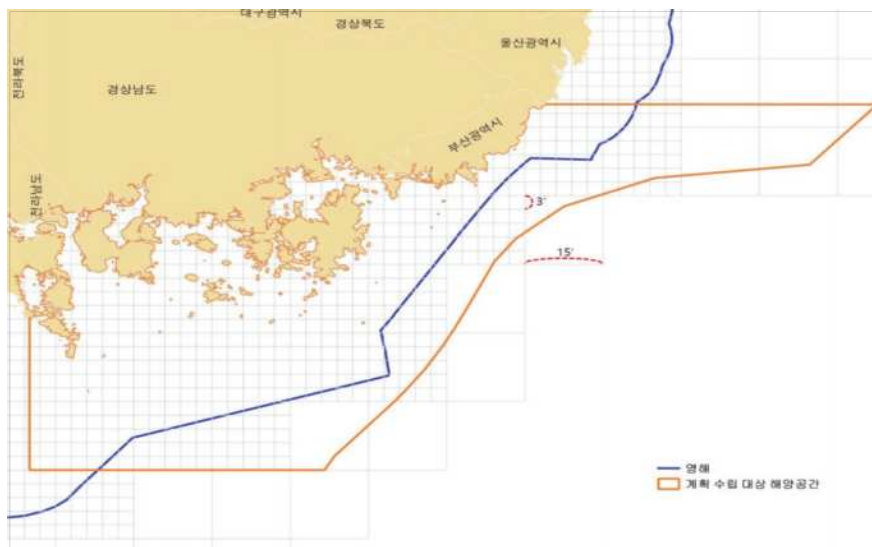 대구광역시
경상북도
울산광역시
전라북도
경상남도
부산광역시
전라남도
3′
15′
영해
계획 수립 대상 해양공간